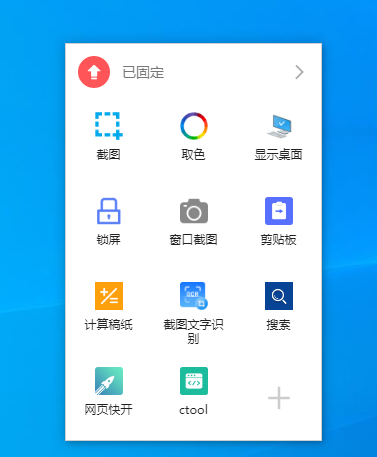 已固定
截图
取色
显示桌面
锁屏
窗口截图
剪贴板
OCR
计算稿纸
截图文字识
别
搜索
网页快开
ctool